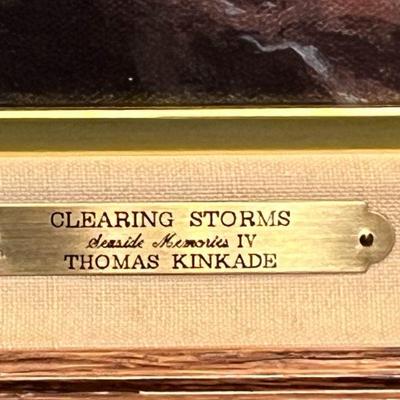 CLEARING STORMS
Seaside Memories IV
THOMAS KINKADE